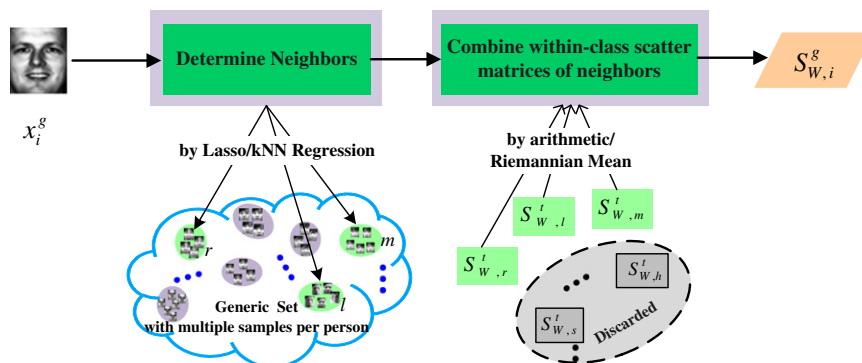 Determine Neighbors
Combine within-class scatter
matrices of neighbors
S^g_{W,i}
x_i^g
by Lasso/kNN Regression
by arithmetic/
Riemannian Mean
S^t_{W,l}
S^t_{W,m}
S^t_{W,r}
r
m
l
Generic Set
with multiple samples per person
S^t_{W,h}
S^t_{W,s}
Discarded